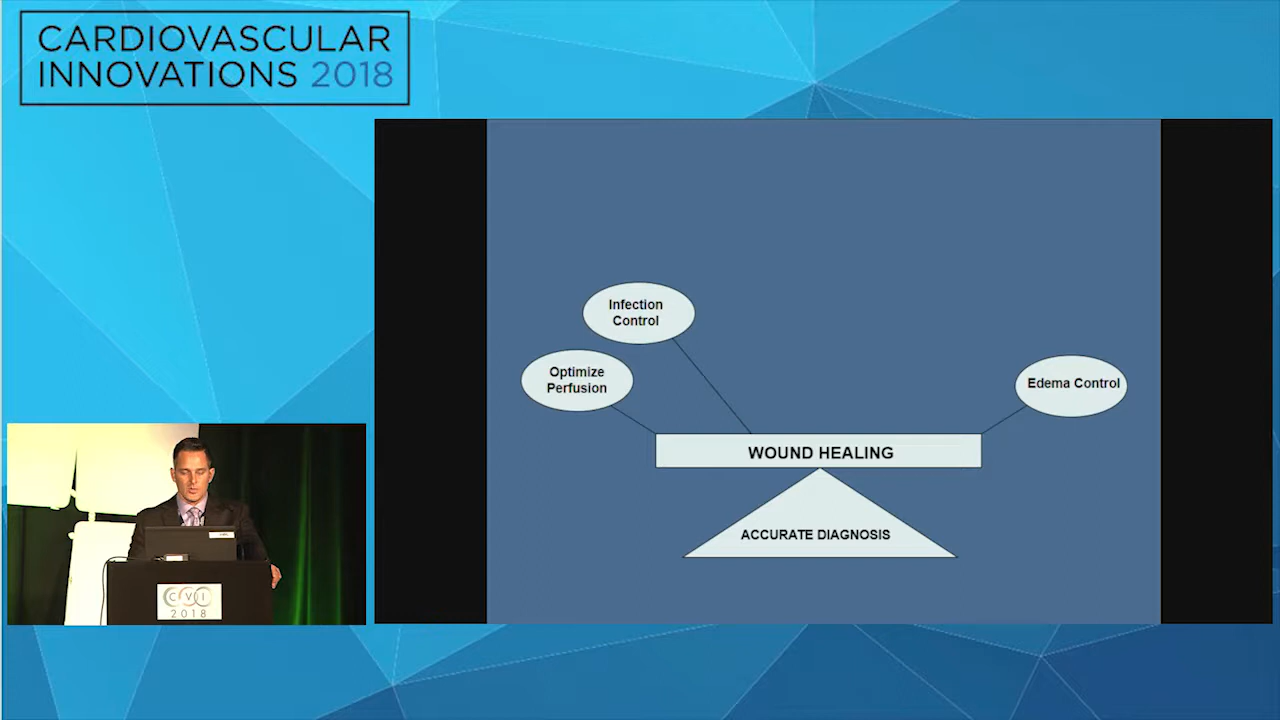 CARDIOVASCULAR
INNOVATIONS 2018
Infection
Control
Optimize
Perfusion
Edema Control
WOUND HEALING
ACCURATE DIAGNOSIS
CVI
2018